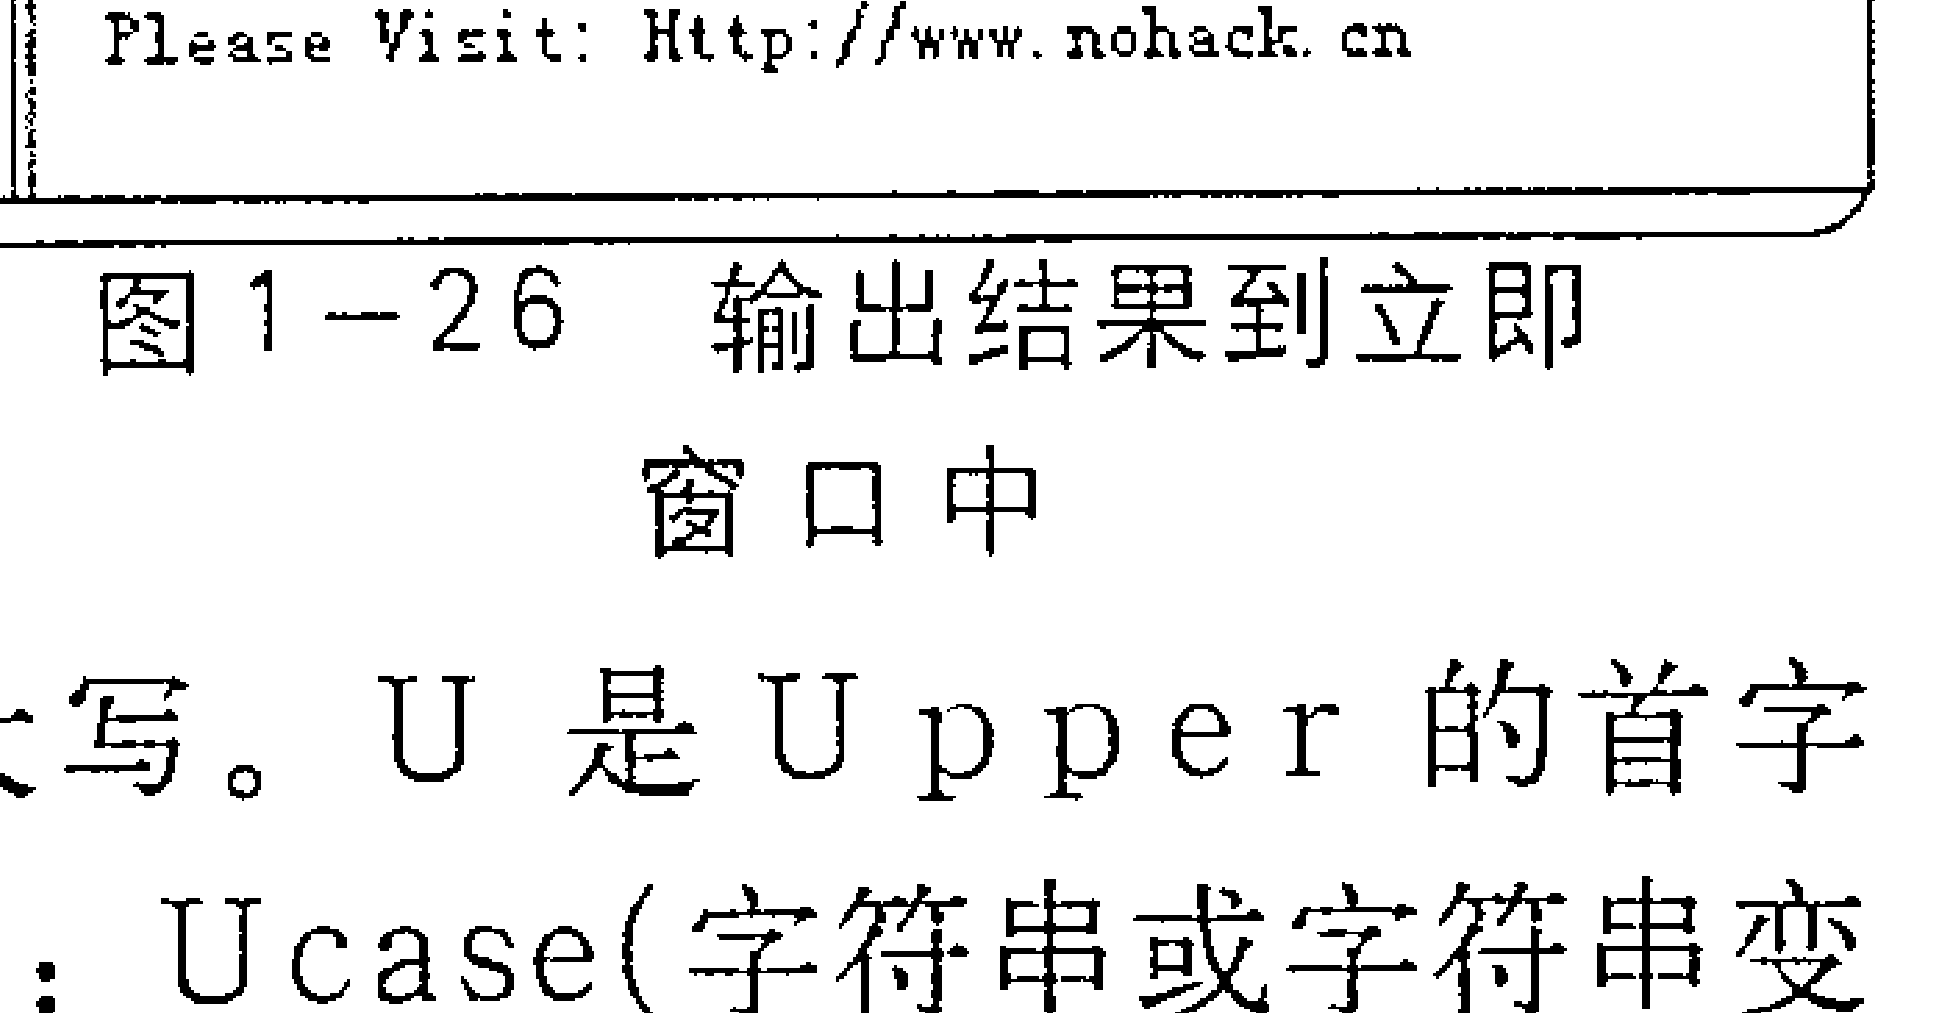 Please Visit: Http://www.nohack.cn
图1-26 输出结果到立即
窗口中
写。U 是 Upper 的首字
：Ucase(字符串或字符串变